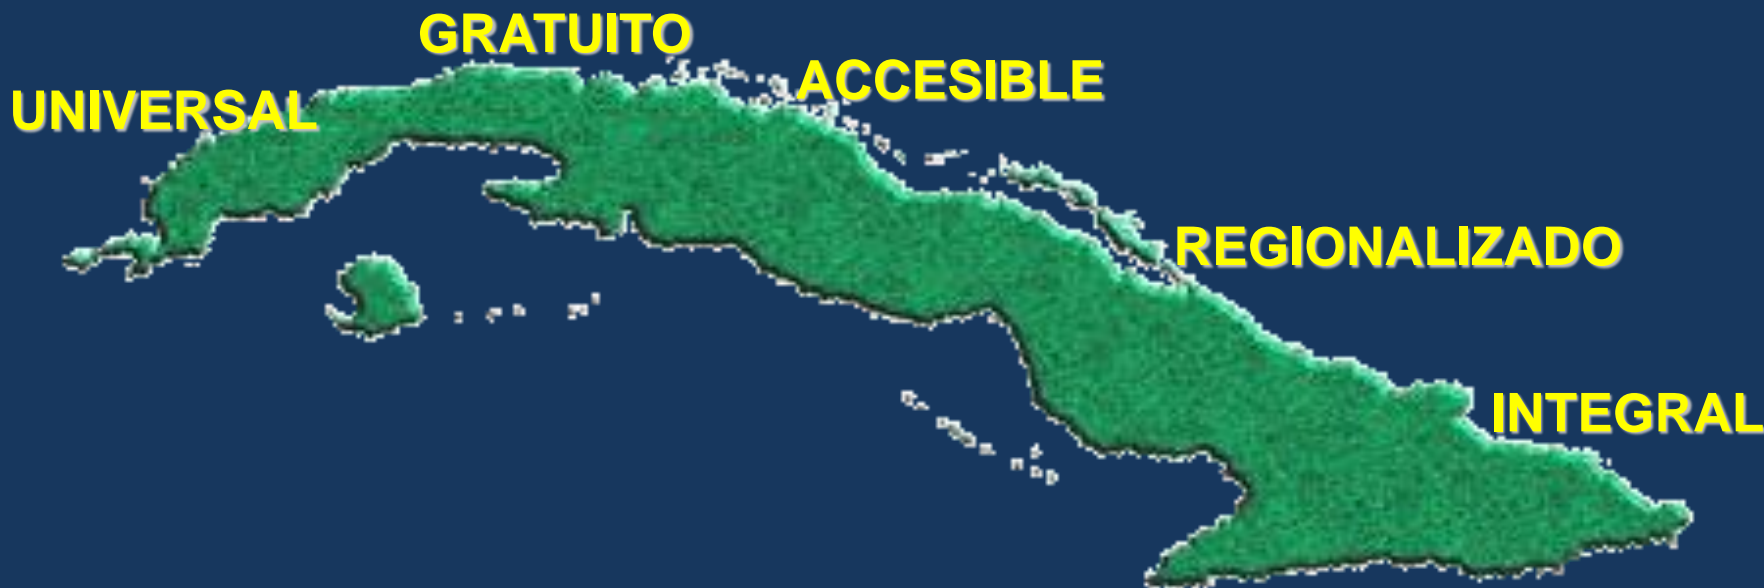 GRATUITO
ACCESIBLE
UNIVERSAL
REGIONALIZADO
INTEGRAL